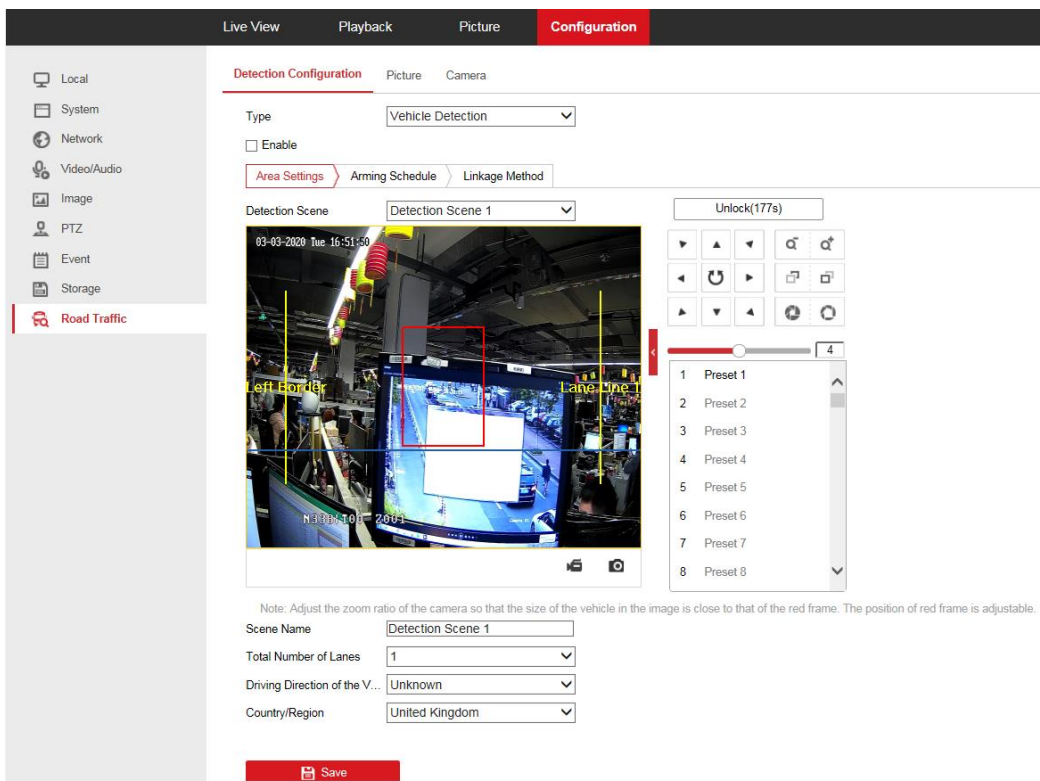 Live View Playback Picture Configuration
Local
System
Network
Video/Audio
Image
PTZ
Event
Storage
Road Traffic
Detection Configuration Picture Camera
Type Vehicle Detection
Enable
Area Settings Arming Schedule Linkage Method
Detection Scene Detection Scene 1
Unlock(177s)
03-03-2020 Tue 16:51:50
Left Border
Lane Line 1
4
1 Preset 1
2 Preset 2
3 Preset 3
4 Preset 4
5 Preset 5
6 Preset 6
7 Preset 7
8 Preset 8
Note: Adjust the zoom ratio of the camera so that the size of the vehicle in the image is close to that of the red frame. The position of red frame is adjustable.
Scene Name Detection Scene 1
Total Number of Lanes 1
Driving Direction of the V... Unknown
Country/Region United Kingdom
Save